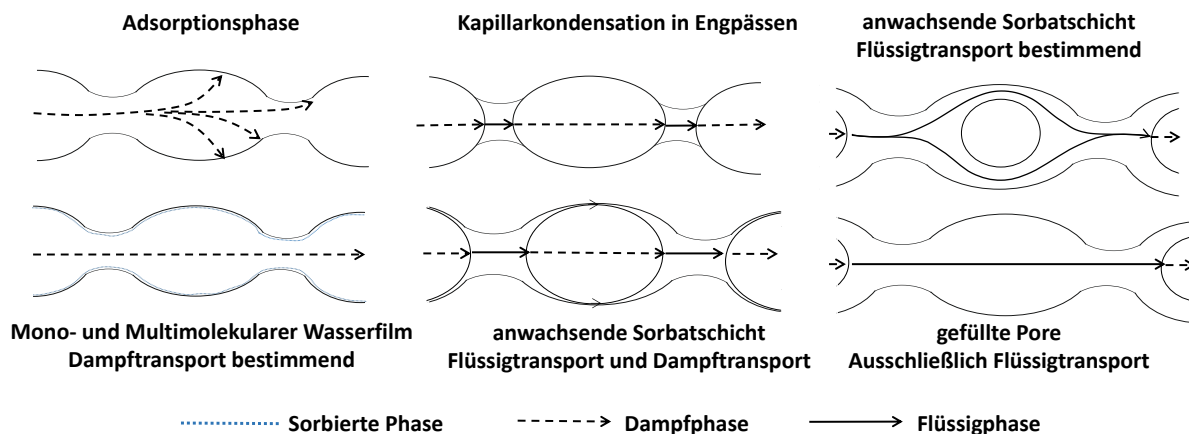 Adsorptionsphase
Kapillarkondensation in Engpässen
anwachsende Sorbatschicht
Flüssigtransport bestimmend
Mono- und Multimolekularer Wasserfilm
Dampftransport bestimmend
anwachsende Sorbatschicht
Flüssigtransport und Dampftransport
gefüllte Pore
Ausschließlich Flüssigtransport
Sorbierte Phase
Dampfphase
Flüssigphase